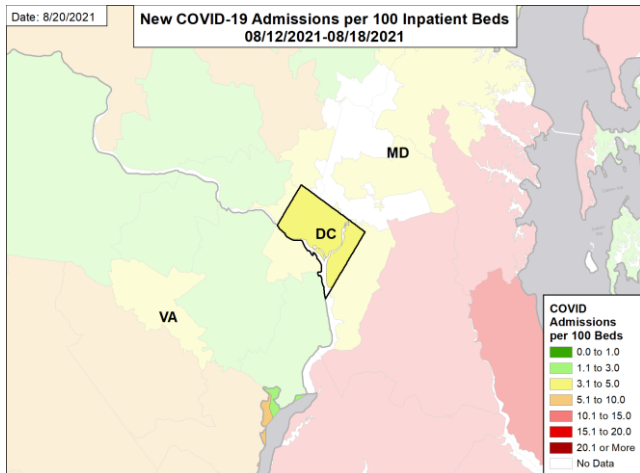 Date: 8/20/2021
New COVID-19 Admissions per 100 Inpatient Beds
08/12/2021-08/18/2021
MD
DC
VA
COVID
Admissions
per 100 Beds
0.0 to 1.0
1.1 to 3.0
3.1 to 5.0
5.1 to 10.0
10.1 to 15.0
15.1 to 20.0
20.1 or More
No Data